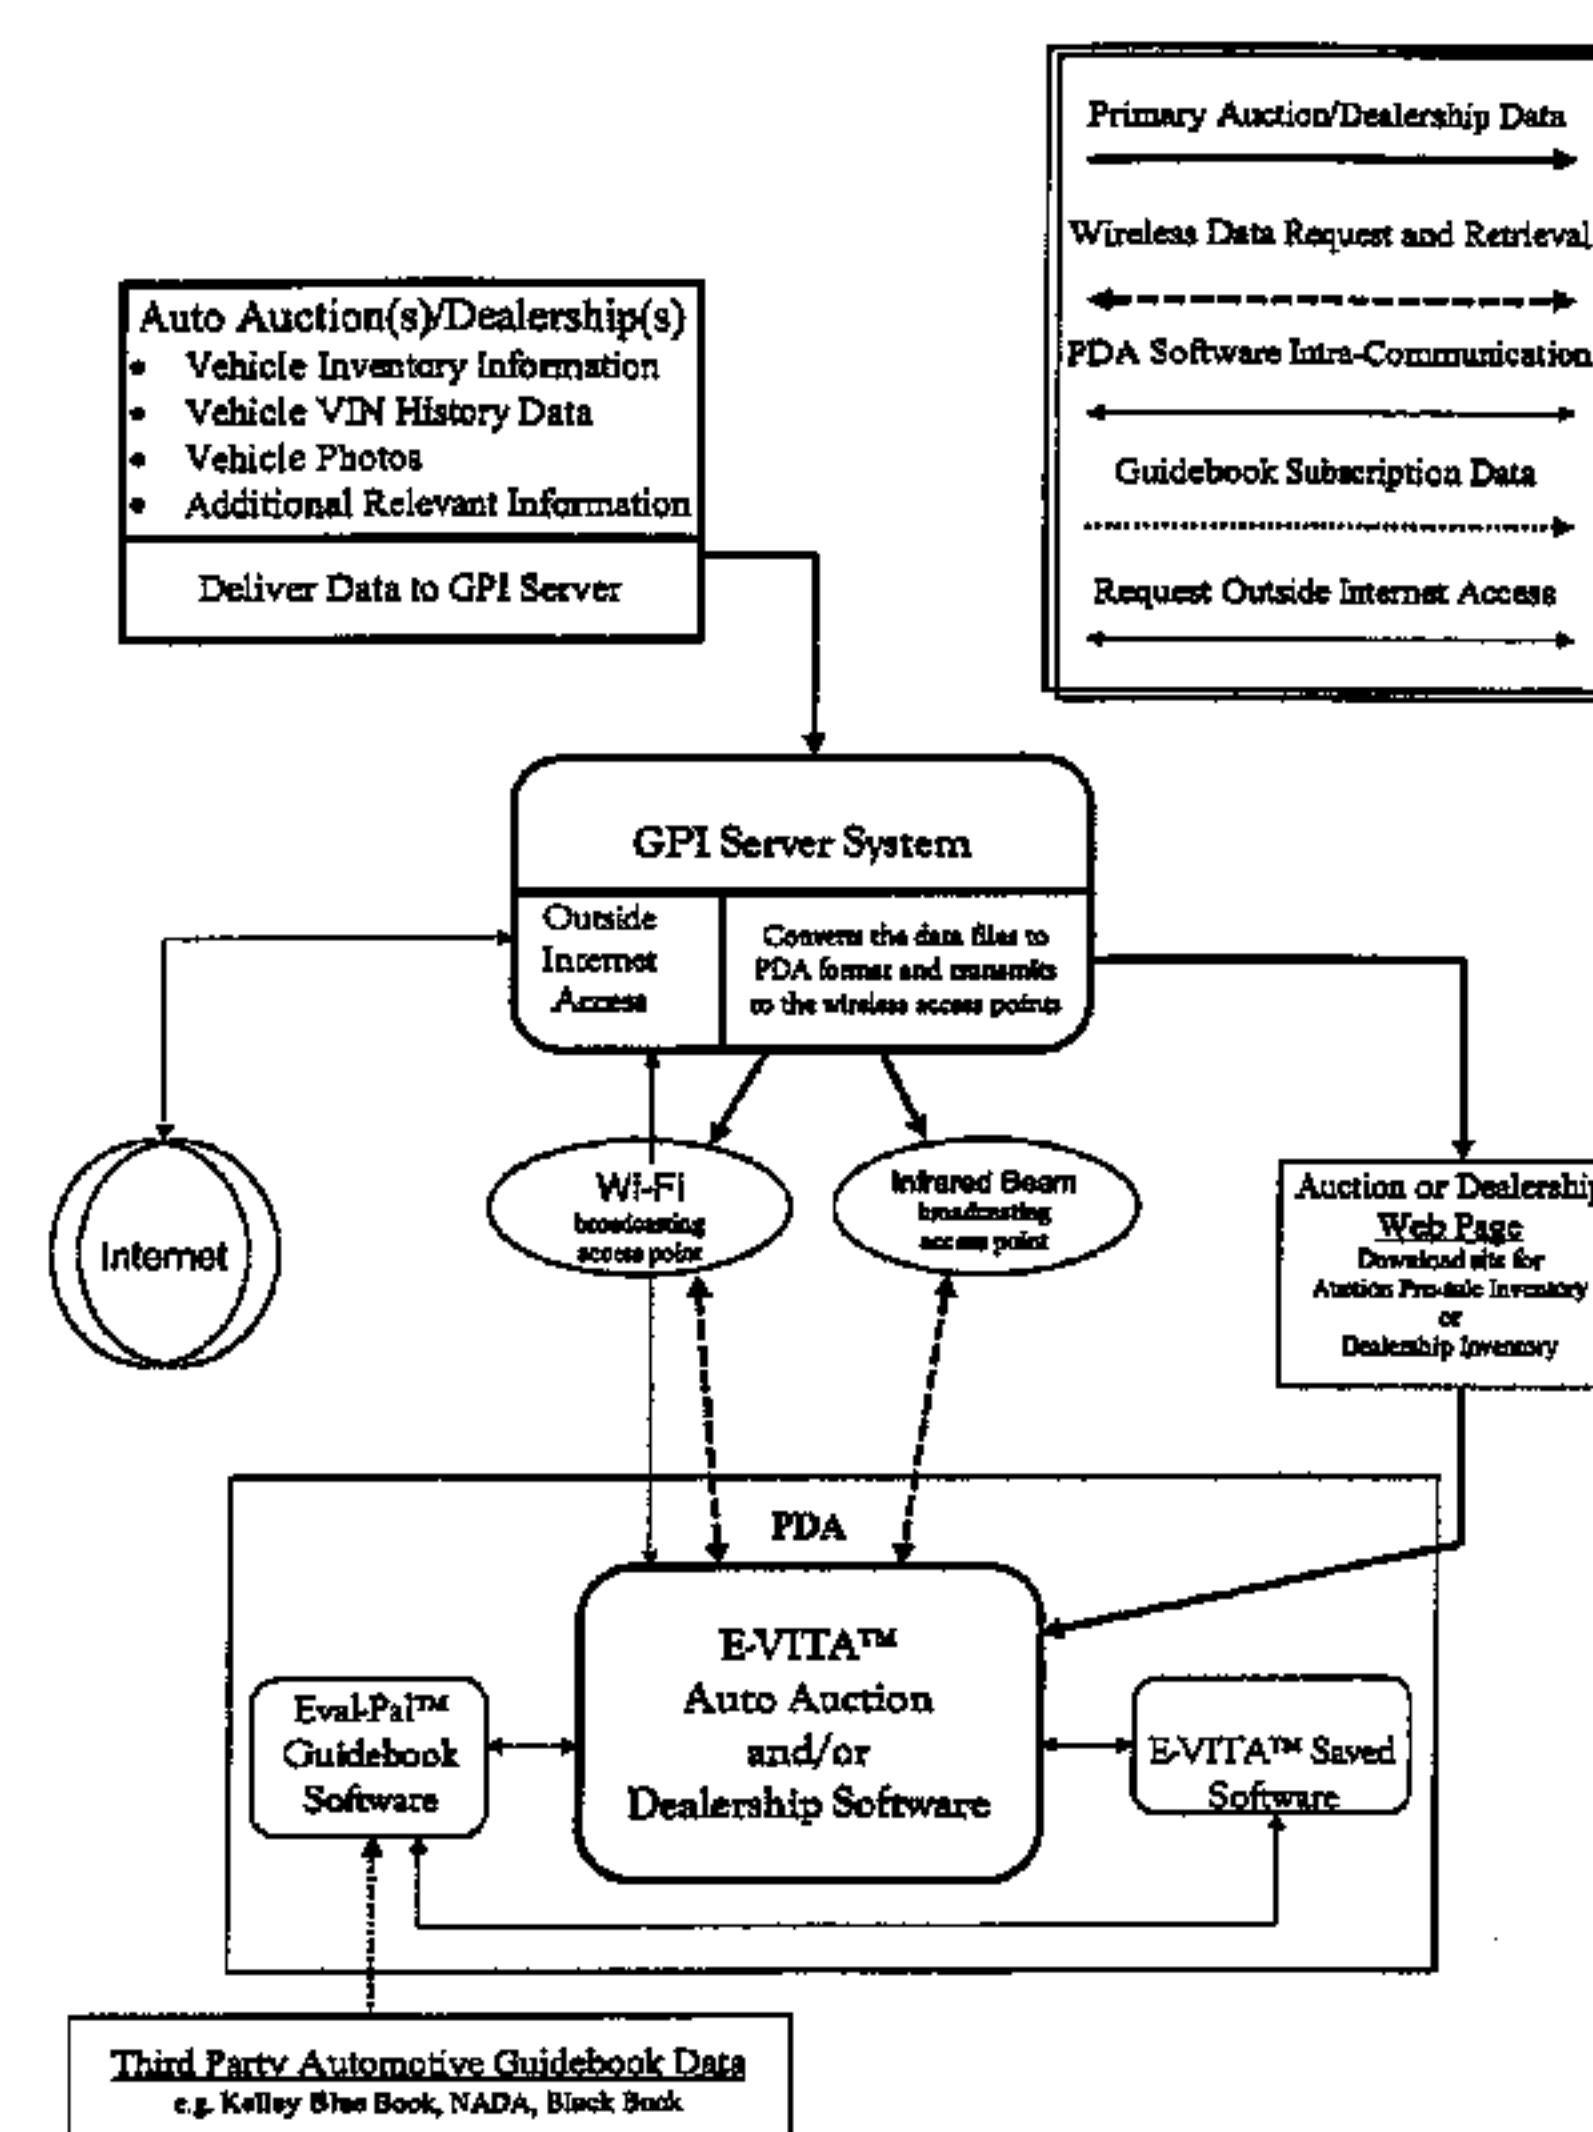 Primary Auction/Dealership Data
Wireless Data Request and Retrieval
PDA Software Intra-Communication
Guidebook Subscription Data
Request Outside Internet Access
Auto Auction(s)/Dealership(s)
• Vehicle Inventory Information
• Vehicle VIN History Data
• Vehicle Photos
• Additional Relevant Information
Deliver Data to GPI Server
GPI Server System
Outside
Internet
Access
Converts the data files to
PDA format and transmits
to the wireless access points
Internet
Wi-Fi
broadcasting
access point
Infrared Beam
broadcasting
access point
Auction or Dealership
Web Page
Download site for
Auction Pre-sale Inventory
or
Dealership Inventory
PDA
E-VITA™
Auto Auction
and/or
Dealership Software
Eval-Pal™
Guidebook
Software
E-VITA™ Saved
Software
Third Party Automotive Guidebook Data
e.g. Kelley Blue Book, NADA, Black Book